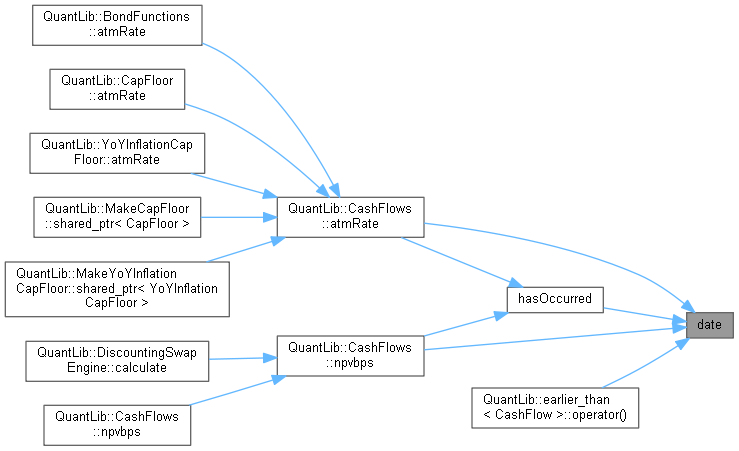 QuantLib::BondFunctions
::atmRate
QuantLib::CapFloor
::atmRate
QuantLib::YoYInflationCap
Floor::atmRate
QuantLib::MakeCapFloor
::shared_ptr< CapFloor >
QuantLib::MakeYoYInflation
CapFloor::shared_ptr< YoYInflation
CapFloor >
QuantLib::DiscountingSwap
Engine::calculate
QuantLib::CashFlows
::npvbps
QuantLib::CashFlows
::atmRate
QuantLib::CashFlows
::npvbps
hasOccurred
QuantLib::earlier_than
< CashFlow >::operator()
date